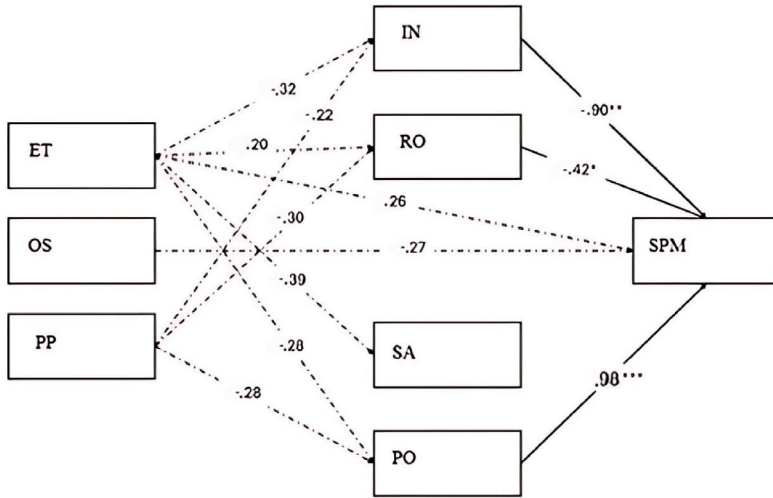 IN
-.32
-.22
-.90**
ET
.20
RO
-.42*
.26
-.30
OS
-.27
SPM
-.39
PP
SA
-.28
-.28
.98***
PO